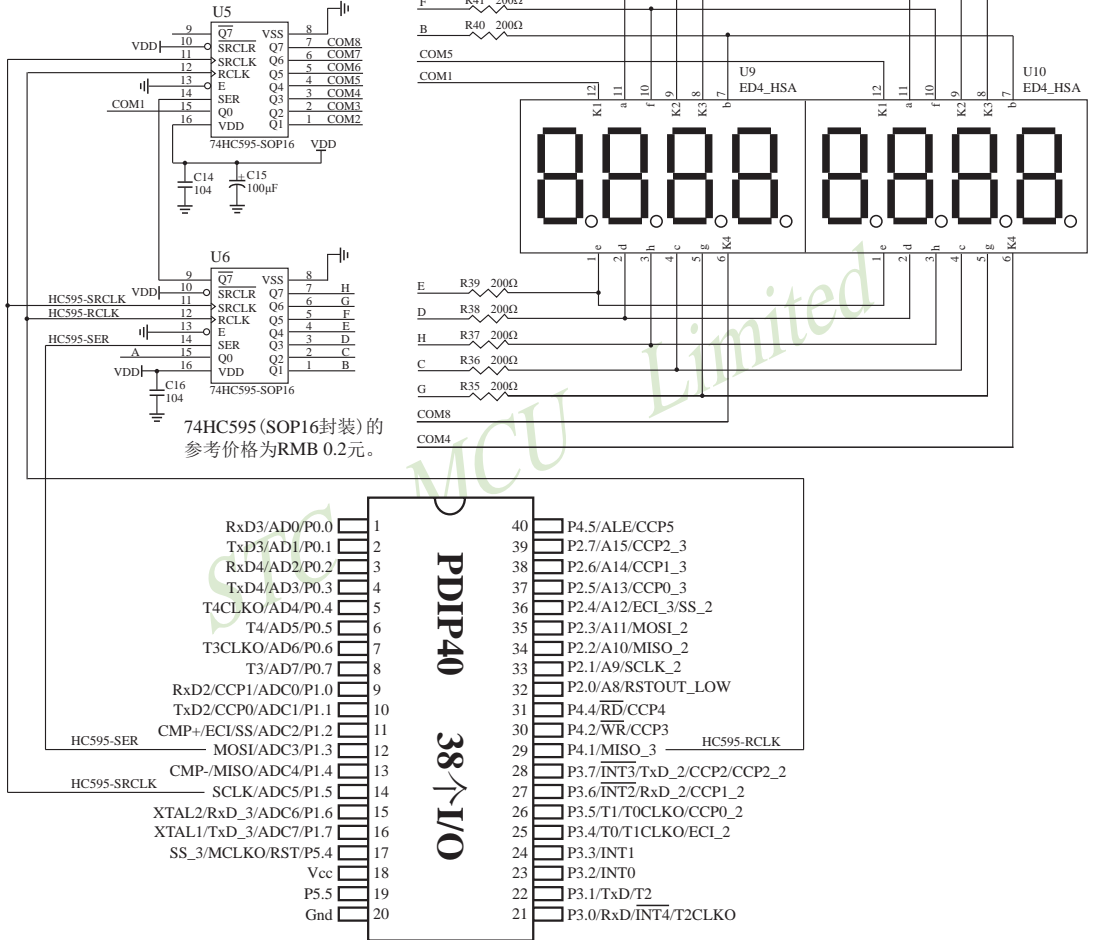 U5
9 Q7 VSS 8
VDD 10 SRCLR Q7 7 COM8
11 SRCLK Q6 6 COM7
12 RCLK Q5 5 COM6
13 E Q4 4 COM5
14 SER Q3 3 COM4
COM1 15 Q0 Q2 2 COM3
16 VDD Q1 1 COM2
74HC595-SOP16 VDD
C14
104
+ C15
100μF
F R41 200Ω
B R40 200Ω
COM5
COM1
U9
ED4_HSA
U10
ED4_HSA
12 11 10 9 8 7
K1 a f K2 K3 b
12 11 10 9 8 7
K1 a f K2 K3 b
e d h c g K4
1 2 3 4 5 6
e d h c g K4
1 2 3 4 5 6
U6
9 Q7 VSS 8
VDD 10 SRCLR Q7 7 H
HC595-SRCLK 11 SRCLK Q6 6 G
HC595-RCLK 12 RCLK Q5 5 F
13 E Q4 4 E
HC595-SER 14 SER Q3 3 D
A 15 Q0 Q2 2 C
VDD 16 VDD Q1 1 B
74HC595-SOP16
C16
104
E R39 200Ω
D R38 200Ω
H R37 200Ω
C R36 200Ω
G R35 200Ω
COM8
COM4
74HC595(SOP16封装)的
参考价格为RMB 0.2元。
STC MCU Limited
PDIP40 38个I/O
RxD3/AD0/P0.0 1
TxD3/AD1/P0.1 2
RxD4/AD2/P0.2 3
TxD4/AD3/P0.3 4
T4CLKO/AD4/P0.4 5
T4/AD5/P0.5 6
T3CLKO/AD6/P0.6 7
T3/AD7/P0.7 8
RxD2/CCP1/ADC0/P1.0 9
TxD2/CCP0/ADC1/P1.1 10
CMP+/ECI/SS/ADC2/P1.2 11
HC595-SER MOSI/ADC3/P1.3 12
CMP-/MISO/ADC4/P1.4 13
HC595-SRCLK SCLK/ADC5/P1.5 14
XTAL2/RxD_3/ADC6/P1.6 15
XTAL1/TxD_3/ADC7/P1.7 16
SS_3/MCLKO/RST/P5.4 17
Vcc 18
P5.5 19
Gnd 20
40 P4.5/ALE/CCP5
39 P2.7/A15/CCP2_3
38 P2.6/A14/CCP1_3
37 P2.5/A13/CCP0_3
36 P2.4/A12/ECI_3/SS_2
35 P2.3/A11/MOSI_2
34 P2.2/A10/MISO_2
33 P2.1/A9/SCLK_2
32 P2.0/A8/RSTOUT_LOW
31 P4.4/RD/CCP4
30 P4.2/WR/CCP3
29 P4.1/MISO_3 HC595-RCLK
28 P3.7/INT3/TxD_2/CCP2/CCP2_2
27 P3.6/INT2/RxD_2/CCP1_2
26 P3.5/T1/T0CLKO/CCP0_2
25 P3.4/T0/T1CLKO/ECI_2
24 P3.3/INT1
23 P3.2/INT0
22 P3.1/TxD/T2
21 P3.0/RxD/INT4/T2CLKO